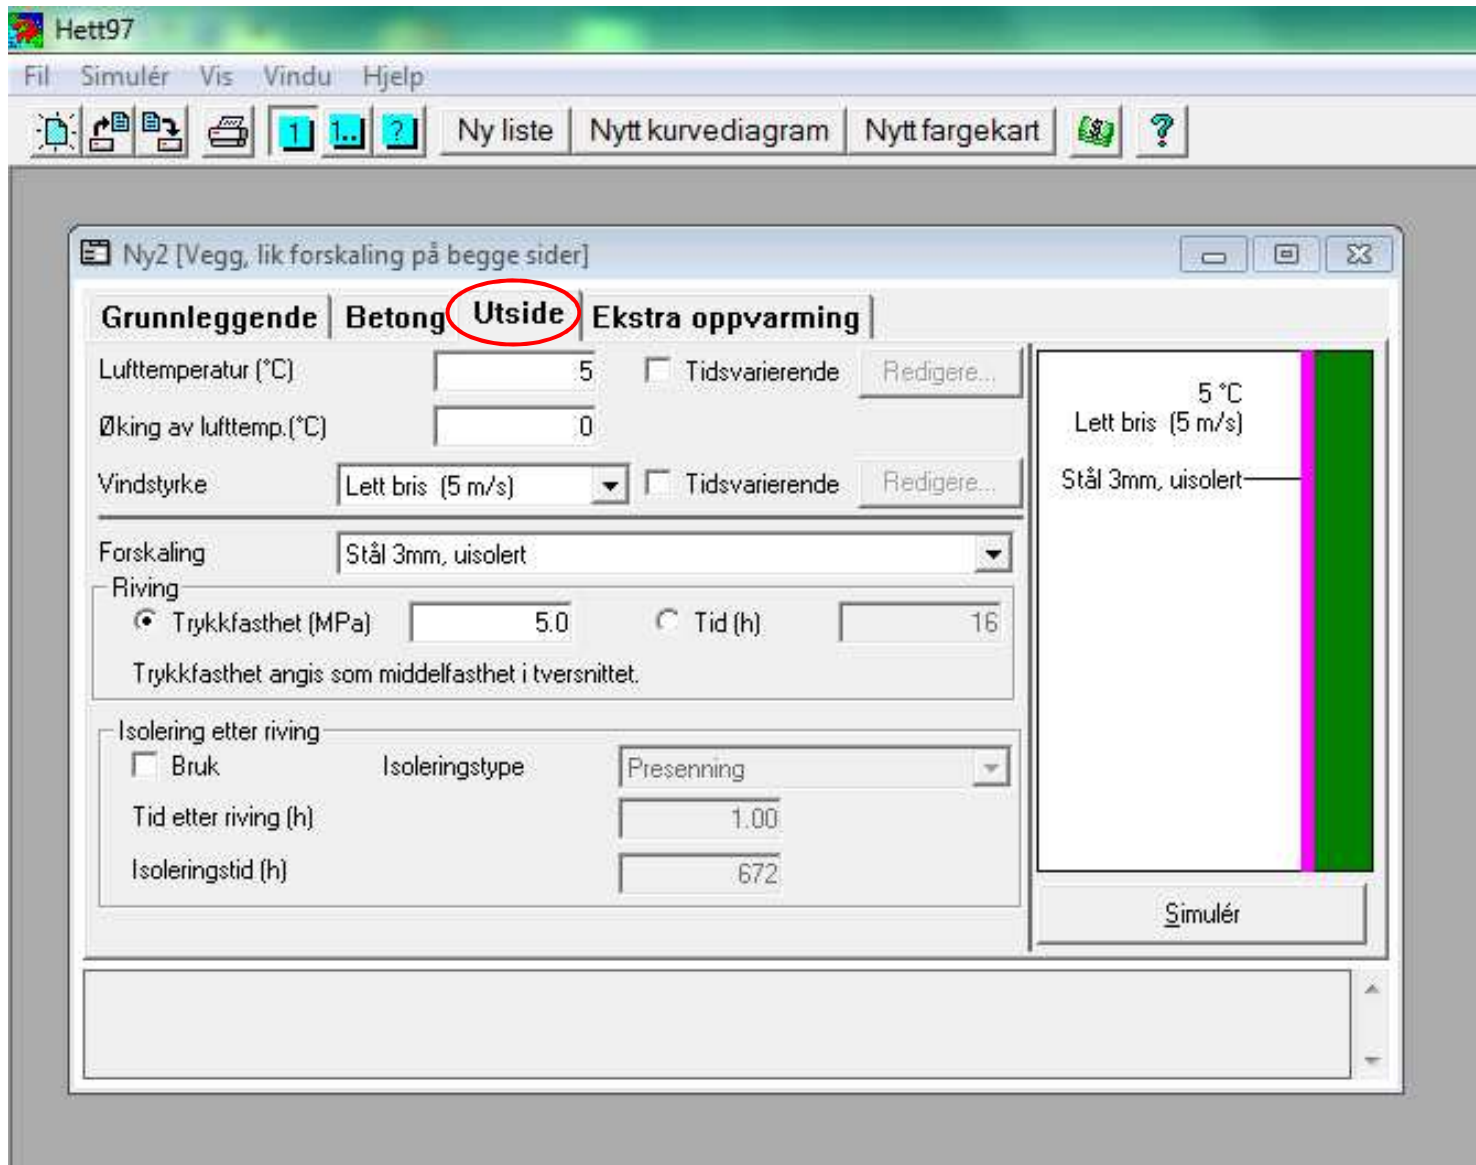 Hett97
Fil Simulér Vis Vindu Hjelp
1 1.. ? Ny liste Nytt kurvediagram Nytt fargekart ?
Ny2 [Vegg, lik forskaling på begge sider]
Grunnleggende Betong Utside Ekstra oppvarming
Lufttemperatur (°C) 5 Tidsvarierende Redigere...
Øking av lufttemp.(°C) 0
Vindstyrke Lett bris (5 m/s) Tidsvarierende Redigere...
Forskaling Stål 3mm, uisolert
Riving
Trykkfasthet (MPa) 5.0 Tid (h) 16
Trykkfasthet angis som middelfasthet i tversnittet.
Isolering etter riving
Bruk Isoleringstype Presenning
Tid etter riving (h) 1.00
Isoleringstid (h) 672
5 °C
Lett bris (5 m/s)
Stål 3mm, uisolert
Simulér